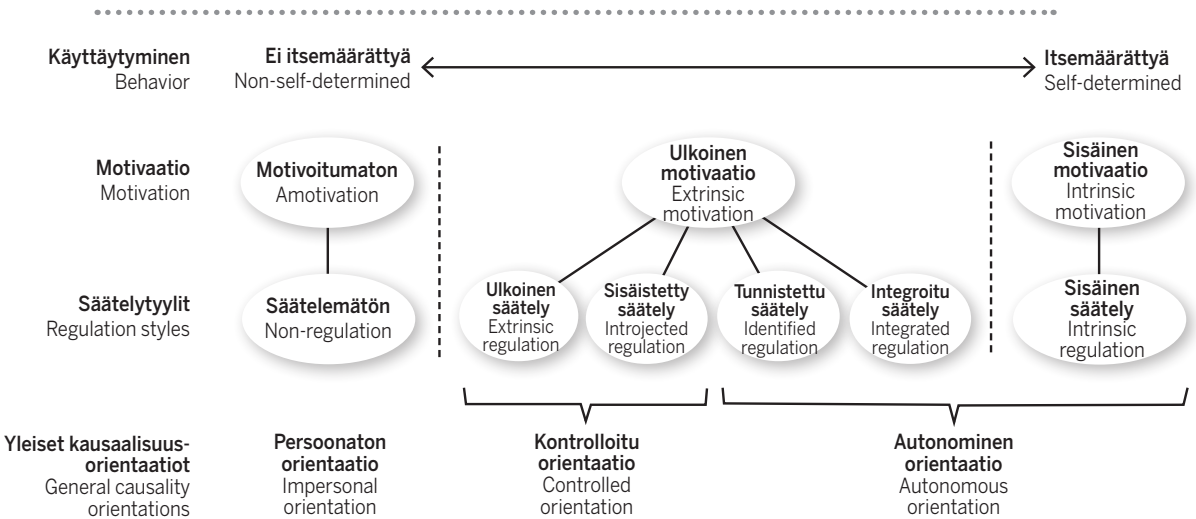 Käyttäytyminen
Behavior
Ei itsemäärättyä
Non-self-determined
Itsemäärättyä
Self-determined
Motivaatio
Motivation
Motivoitumaton
Amotivation
Ulkoinen
motivaatio
Extrinsic
motivation
Sisäinen
motivaatio
Intrinsic
motivation
Säätelytyylit
Regulation styles
Säätelemätön
Non-regulation
Ulkoinen
säätely
Extrinsic
regulation
Sisäistetty
säätely
Introjected
regulation
Tunnistettu
säätely
Identified
regulation
Integroitu
säätely
Integrated
regulation
Sisäinen
säätely
Intrinsic
regulation
Yleiset kausaalisuus-
orientaatiot
General causality
orientations
Persoonaton
orientaatio
Impersonal
orientation
Kontrolloitu
orientaatio
Controlled
orientation
Autonominen
orientaatio
Autonomous
orientation